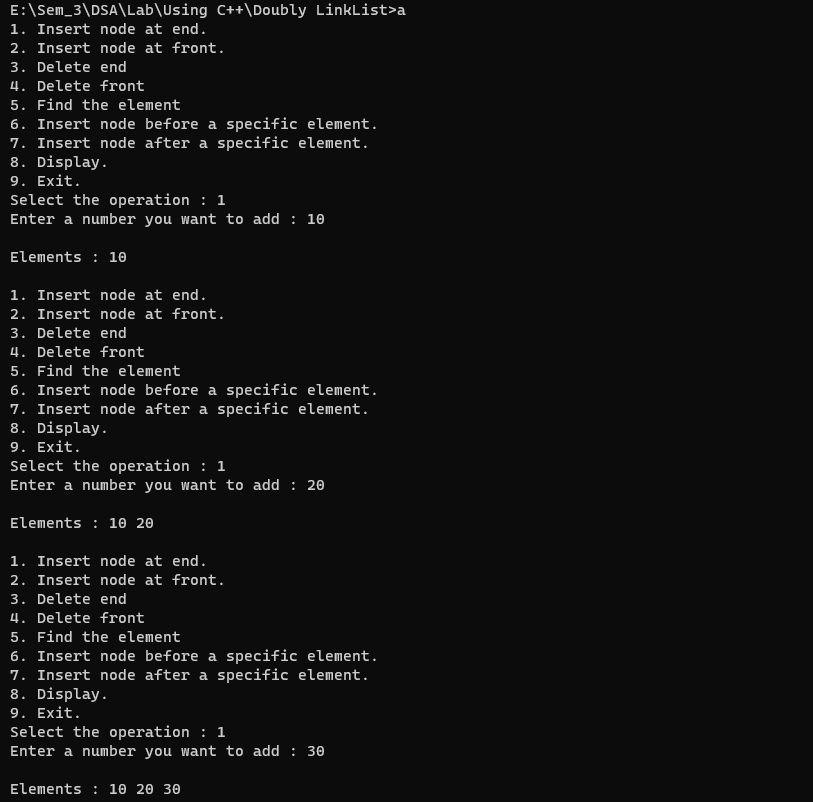 E:\Sem_3\DSA\Lab\Using C++\Doubly LinkList>a
1. Insert node at end.
2. Insert node at front.
3. Delete end
4. Delete front
5. Find the element
6. Insert node before a specific element.
7. Insert node after a specific element.
8. Display.
9. Exit.
Select the operation : 1
Enter a number you want to add : 10
Elements : 10
1. Insert node at end.
2. Insert node at front.
3. Delete end
4. Delete front
5. Find the element
6. Insert node before a specific element.
7. Insert node after a specific element.
8. Display.
9. Exit.
Select the operation : 1
Enter a number you want to add : 20
Elements : 10 20
1. Insert node at end.
2. Insert node at front.
3. Delete end
4. Delete front
5. Find the element
6. Insert node before a specific element.
7. Insert node after a specific element.
8. Display.
9. Exit.
Select the operation : 1
Enter a number you want to add : 30
Elements : 10 20 30